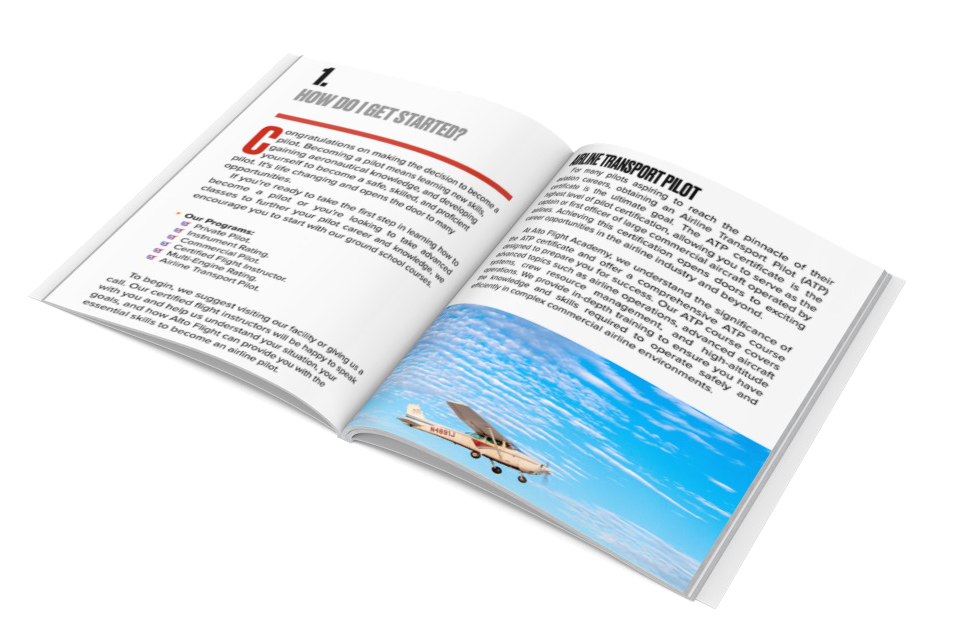 1.
HOW DO I GET STARTED?
Congratulations on making the decision to become a
pilot. Becoming a pilot means learning new skills,
gaining aeronautical knowledge, and developing
yourself to become a safe, skilled, and proficient
pilot. It's life changing and opens the door to many
opportunities.
If you're ready to take the first step in learning how to
become a pilot or you're looking to take advanced
classes to further your pilot career and knowledge, we
encourage you to start with our ground school courses.
Our Programs:
Private Pilot.
Instrument Rating.
Commercial Pilot.
Certified Flight Instructor.
Multi-Engine Rating.
Airline Transport Pilot.
To begin, we suggest visiting our facility or giving us a
call. Our certified flight instructors will be happy to speak
with you and help us understand your situation, your
goals, and how Alto Flight can provide you with the
essential skills to become an airline pilot.
AIRLINE TRANSPORT PILOT
For many pilots aspiring to reach the pinnacle of their
aviation careers, obtaining an Airline Transport Pilot (ATP)
certificate is the ultimate goal. The ATP certificate is the
highest level of pilot certification, allowing you to serve as the
captain or first officer of large commercial aircraft operated by
airlines. Achieving this certification opens doors to exciting
career opportunities in the airline industry and beyond.
At Alto Flight Academy, we understand the significance of
the ATP certificate and offer a comprehensive ATP course
designed to prepare you for success. Our ATP course covers
advanced topics such as airline operations, advanced aircraft
systems, crew resource management, and high-altitude
operations. We provide in-depth training to ensure you have
the knowledge and skills required to operate safely and
efficiently in complex commercial airline environments.
N4891J